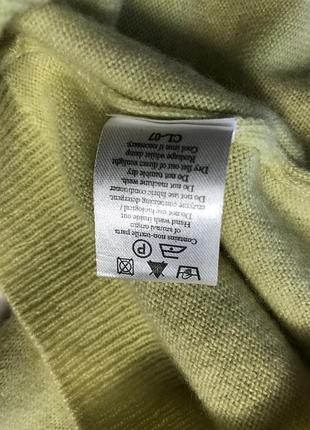 P
Contains non-textile parts
of animal origin
Hand wash inside out
Do not use biological /
enzyme containing detergent.
Do not use fabric conditioner
Do not machine wash.
Do not tumble dry
Dry flat out of direct sunlight
Reshape whilst damp
Cool iron if necessary
CL-07